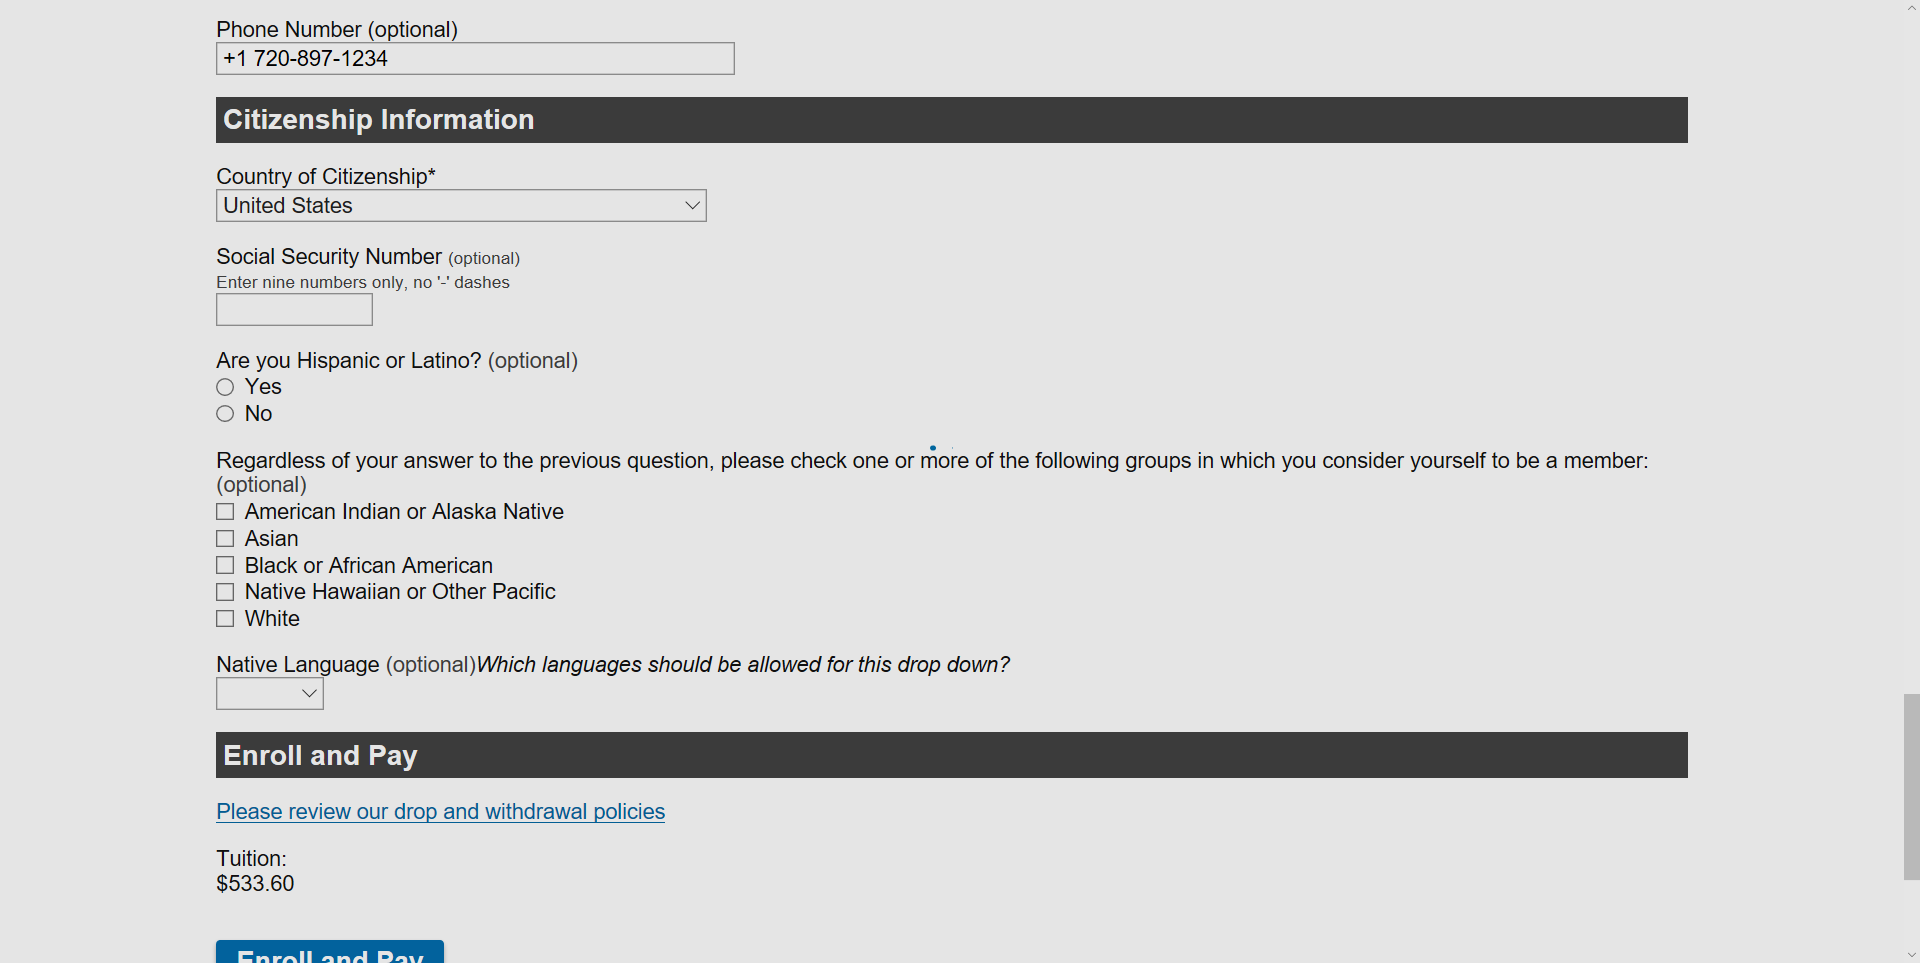 Phone Number (optional)
+1 720-897-1234
Citizenship Information
Country of Citizenship*
United States
Social Security Number (optional)
Enter nine numbers only, no '-' dashes
Are you Hispanic or Latino? (optional)
Yes
No
Regardless of your answer to the previous question, please check one or more of the following groups in which you consider yourself to be a member:
(optional)
American Indian or Alaska Native
Asian
Black or African American
Native Hawaiian or Other Pacific
White
Native Language (optional)Which languages should be allowed for this drop down?
Enroll and Pay
Please review our drop and withdrawal policies
Tuition:
$533.60
Enroll and Pay